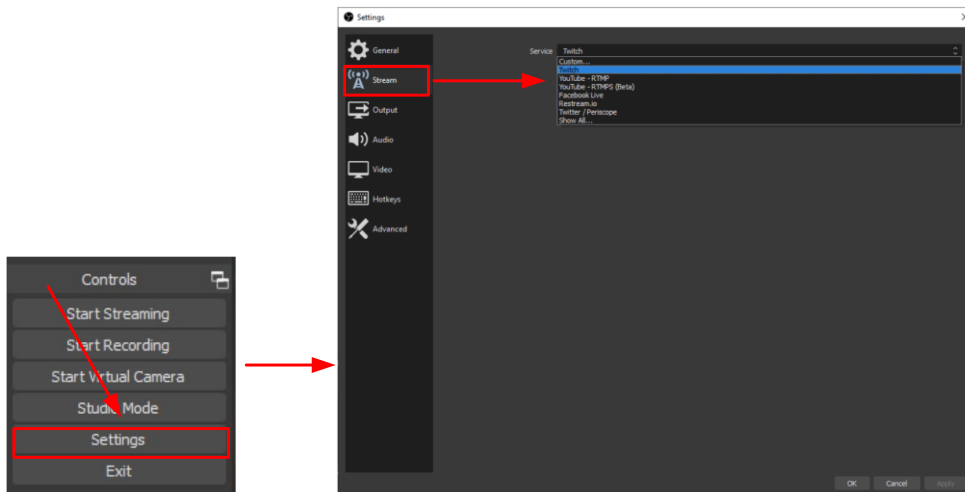 Settings
General
Stream
Output
Audio
Video
Hotkeys
Advanced
Service Twitch
Custom...
Twitch
YouTube - RTMP
YouTube - RTMPS (Beta)
Facebook Live
Restream.io
Twitter / Periscope
Show All...
OK Cancel Apply
Controls
Start Streaming
Start Recording
Start Virtual Camera
Studio Mode
Settings
Exit